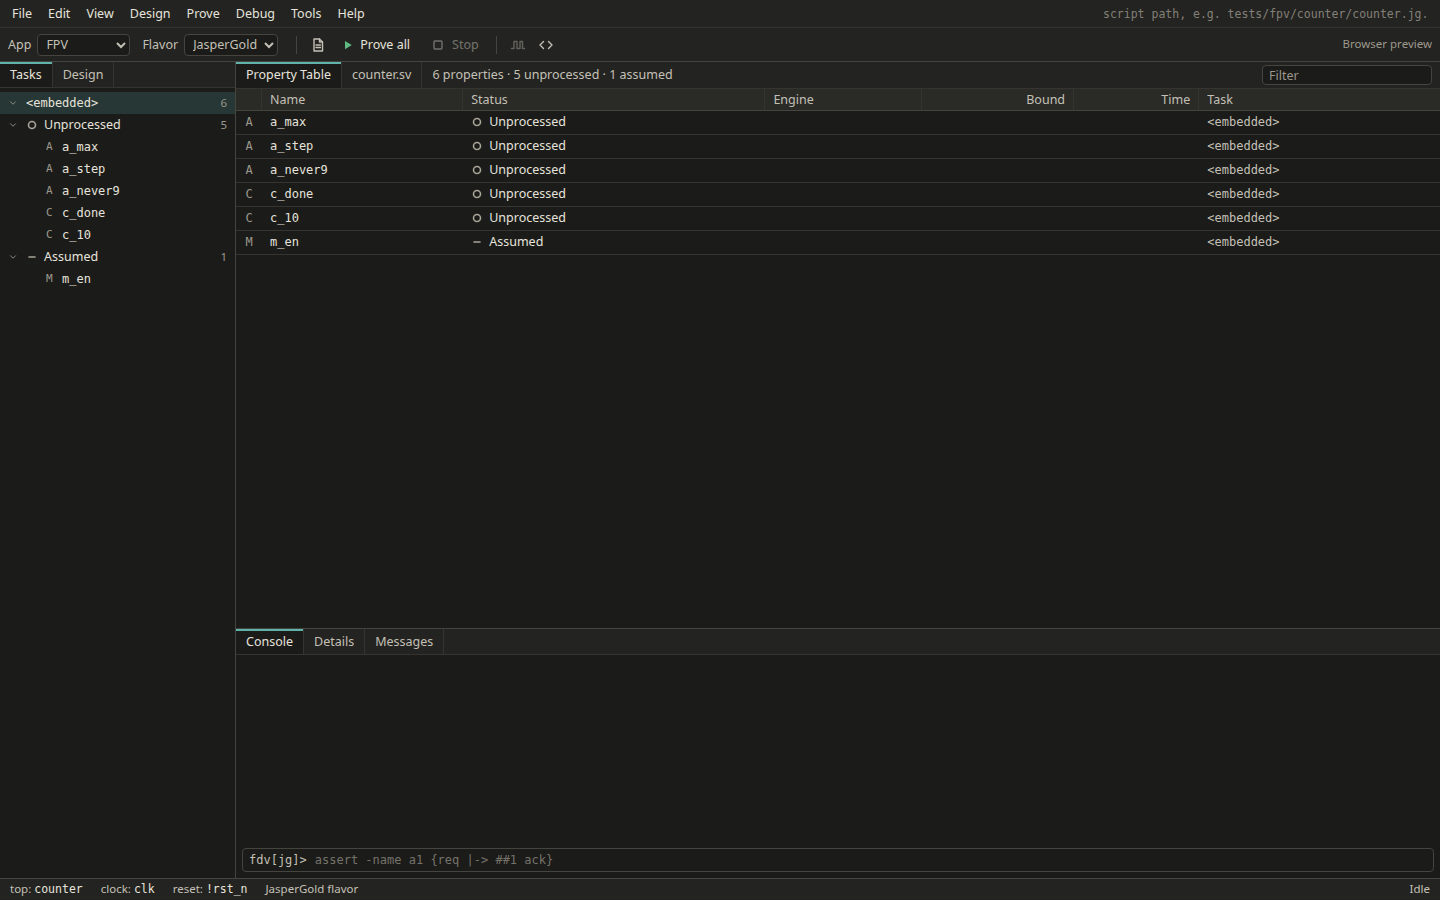 File Edit View Design Prove Debug Tools Help script path, e.g. tests/fpv/counter/counter.jg.
App FPV Flavor JasperGold Prove all Stop Browser preview
Tasks Design Property Table counter.sv 6 properties · 5 unprocessed · 1 assumed Filter
Name Status Engine Bound Time Task
<embedded> 6
Unprocessed 5
A a_max
A a_step
A a_never9
C c_done
C c_10
Assumed 1
M m_en
A a_max Unprocessed <embedded>
A a_step Unprocessed <embedded>
A a_never9 Unprocessed <embedded>
C c_done Unprocessed <embedded>
C c_10 Unprocessed <embedded>
M m_en Assumed <embedded>
Console Details Messages
fdv[jg]> assert -name a1 {req |-> ##1 ack}
top: counter clock: clk reset: !rst_n JasperGold flavor Idle